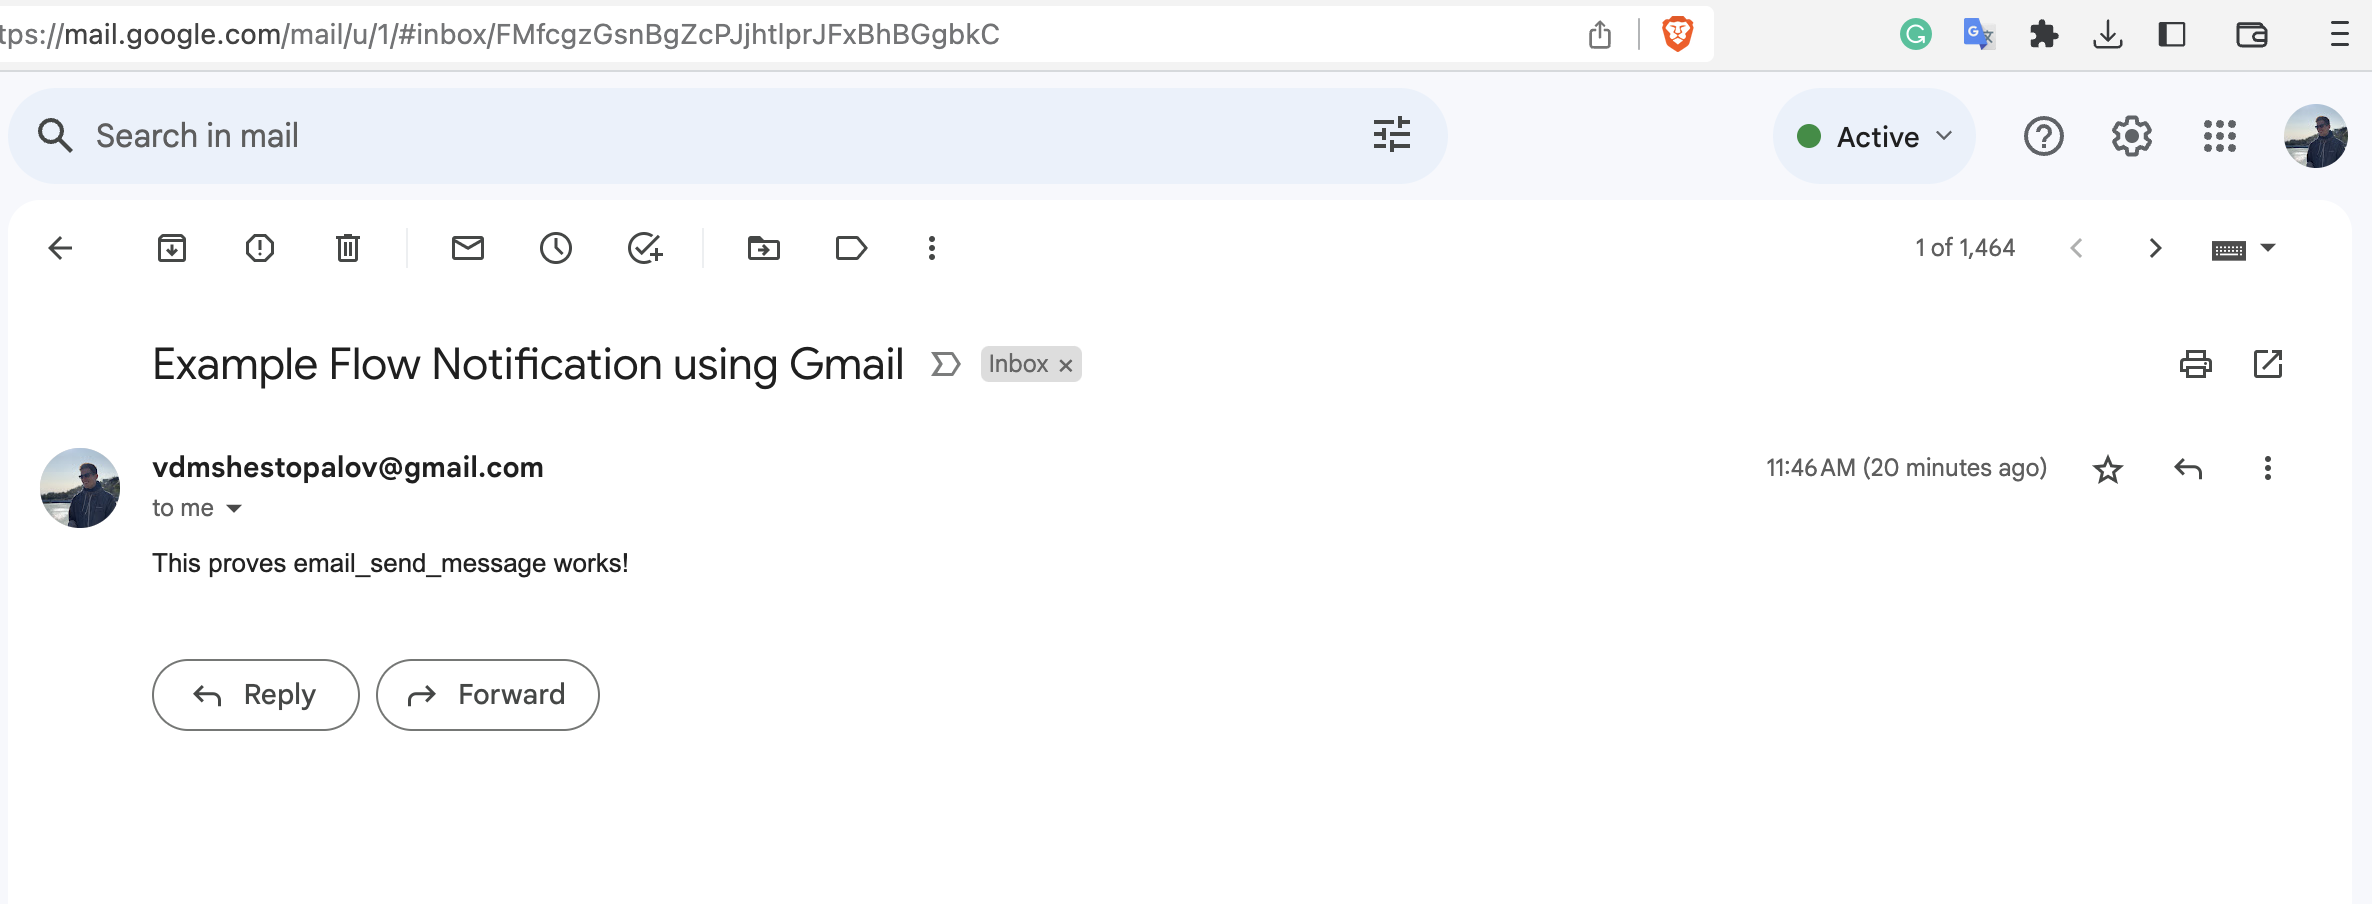 tps://mail.google.com/mail/u/1/#inbox/FMfcgzGsnBgZcPJjhtlprJFxBhBGgbkC
Search in mail
Active
1 of 1,464
Example Flow Notification using Gmail Inbox ×
vdmshestopalov@gmail.com 11:46 AM (20 minutes ago)
to me
This proves email_send_message works!
Reply Forward